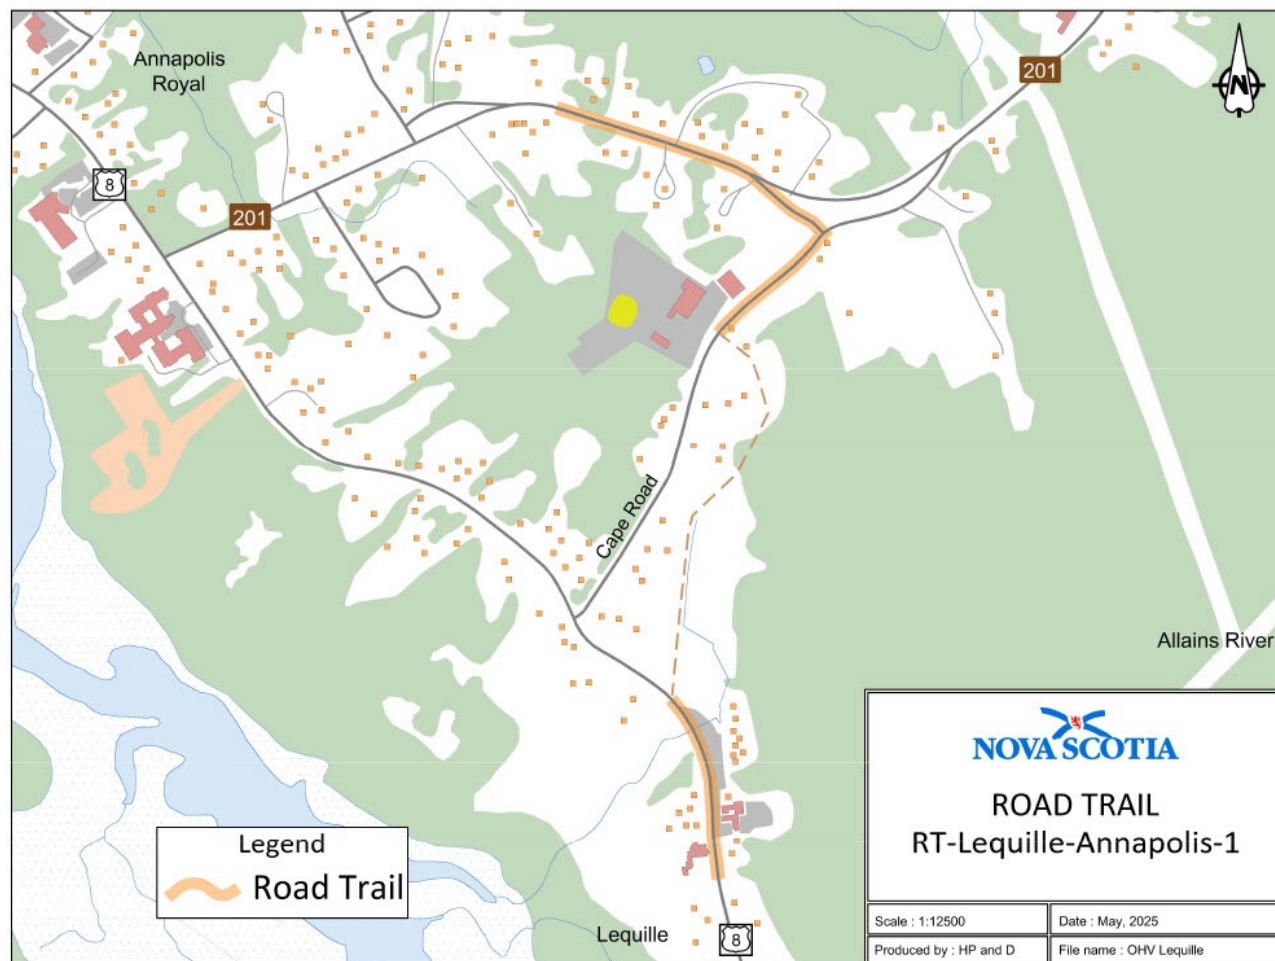 Annapolis
Royal
201
8
201
Cape Road
Allains River
Legend
Road Trail
Lequille
8
N
NOVA SCOTIA
ROAD TRAIL
RT-Lequille-Annapolis-1
Scale : 1:12500
Date : May, 2025
Produced by : HP and D
File name : OHV Lequille